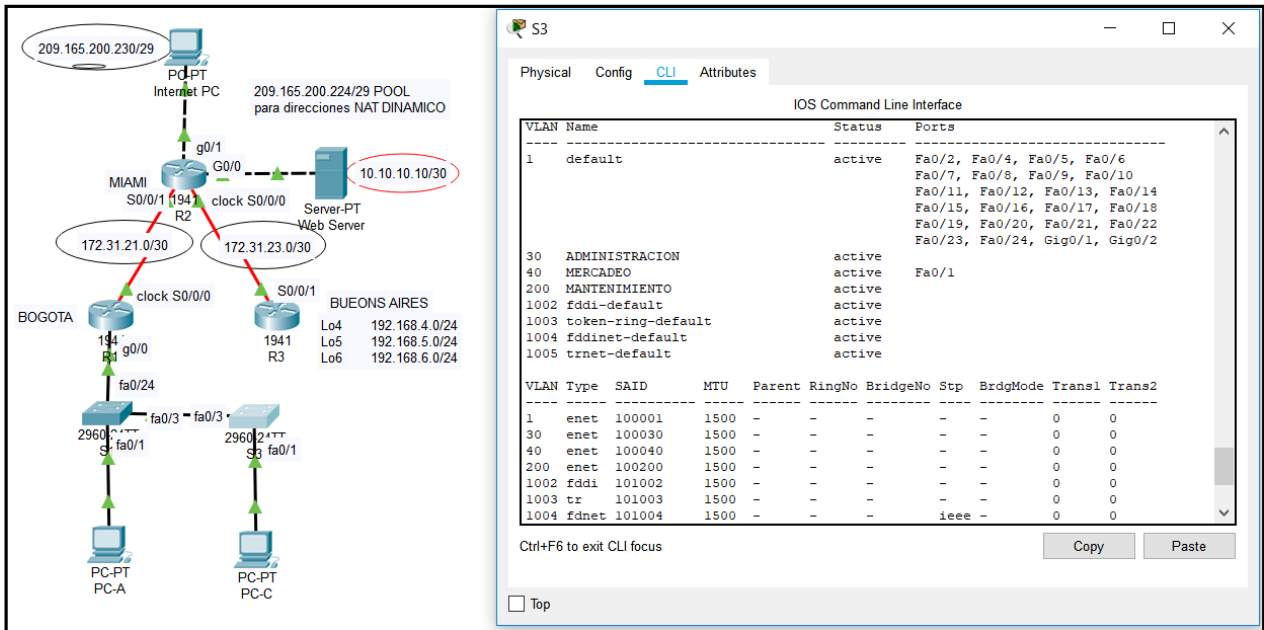 209.165.200.230/29
PC-PT
Internet PC
209.165.200.224/29 POOL
para direcciones NAT DINAMICO
g0/1
G0/0
10.10.10.10/30
MIAMI
S0/0/1
1941
clock S0/0/0
R2
Server-PT
Web Server
172.31.21.0/30
172.31.23.0/30
clock S0/0/0
S0/0/1
BUEONS AIRES
BOGOTA
194
1941
Lo4 192.168.4.0/24
R1
g0/0
R3
Lo5 192.168.5.0/24
Lo6 192.168.6.0/24
fa0/24
fa0/3
fa0/3
fa0/1
S3
fa0/1
PC-PT
PC-A
PC-PT
PC-C
S3
Physical Config CLI Attributes
IOS Command Line Interface
VLAN Name Status Ports
---- -------------------------------- --------- -------------------------------
1 default active Fa0/2, Fa0/4, Fa0/5, Fa0/6
Fa0/7, Fa0/8, Fa0/9, Fa0/10
Fa0/11, Fa0/12, Fa0/13, Fa0/14
Fa0/15, Fa0/16, Fa0/17, Fa0/18
Fa0/19, Fa0/20, Fa0/21, Fa0/22
Fa0/23, Fa0/24, Gig0/1, Gig0/2
30 ADMINISTRACION active
40 MERCADEO active Fa0/1
200 MANTENIMIENTO active
1002 fddi-default active
1003 token-ring-default active
1004 fddinet-default active
1005 trnet-default active
VLAN Type SAID MTU Parent RingNo BridgeNo Stp BrdgMode Trans1 Trans2
---- ----- ---------- ----- ------ ------ -------- ---- -------- ------ ------
1 enet 100001 1500 - - - - - 0 0
30 enet 100030 1500 - - - - - 0 0
40 enet 100040 1500 - - - - - 0 0
200 enet 100200 1500 - - - - - 0 0
1002 fddi 101002 1500 - - - - - 0 0
1003 tr 101003 1500 - - - - - 0 0
1004 fdnet 101004 1500 - - - ieee - 0 0
Ctrl+F6 to exit CLI focus
Copy
Paste
Top